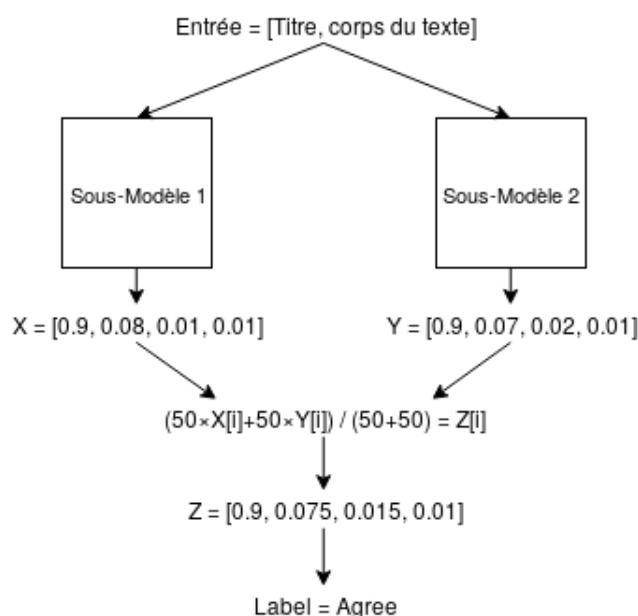 Entrée = [Titre, corps du texte]
Sous-Modèle 1
Sous-Modèle 2
X = [0.9, 0.08, 0.01, 0.01]
Y = [0.9, 0.07, 0.02, 0.01]
(50×X[i]+50×Y[i]) / (50+50) = Z[i]
Z = [0.9, 0.075, 0.015, 0.01]
Label = Agree